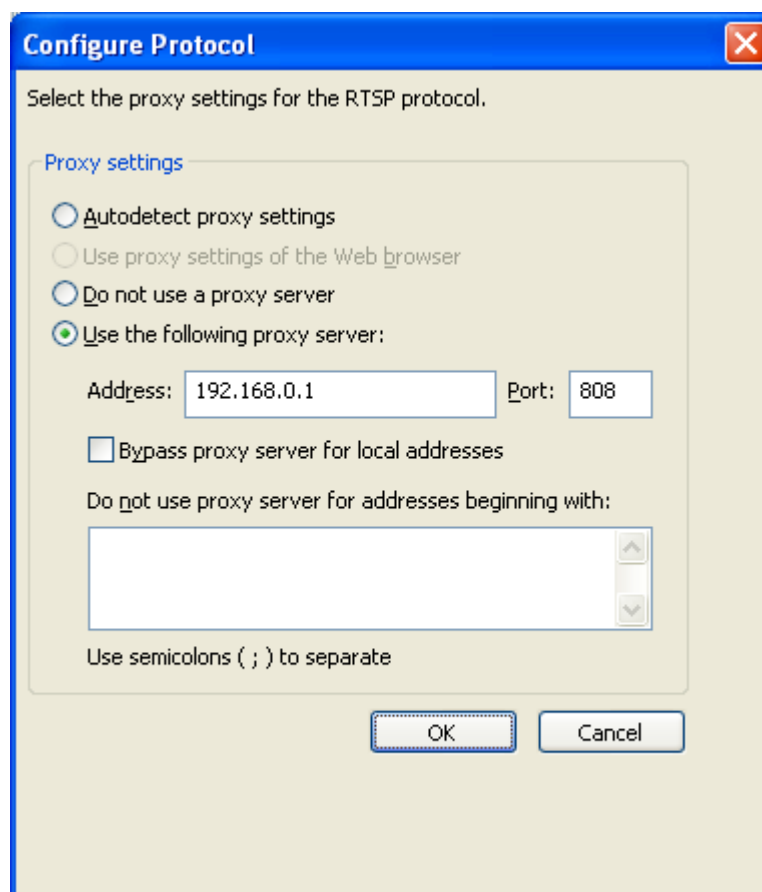 Configure Protocol
Select the proxy settings for the RTSP protocol.
Proxy settings
Autodetect proxy settings
Use proxy settings of the Web browser
Do not use a proxy server
Use the following proxy server:
Address: 192.168.0.1 Port: 808
Bypass proxy server for local addresses
Do not use proxy server for addresses beginning with:
Use semicolons ( ; ) to separate
OK Cancel